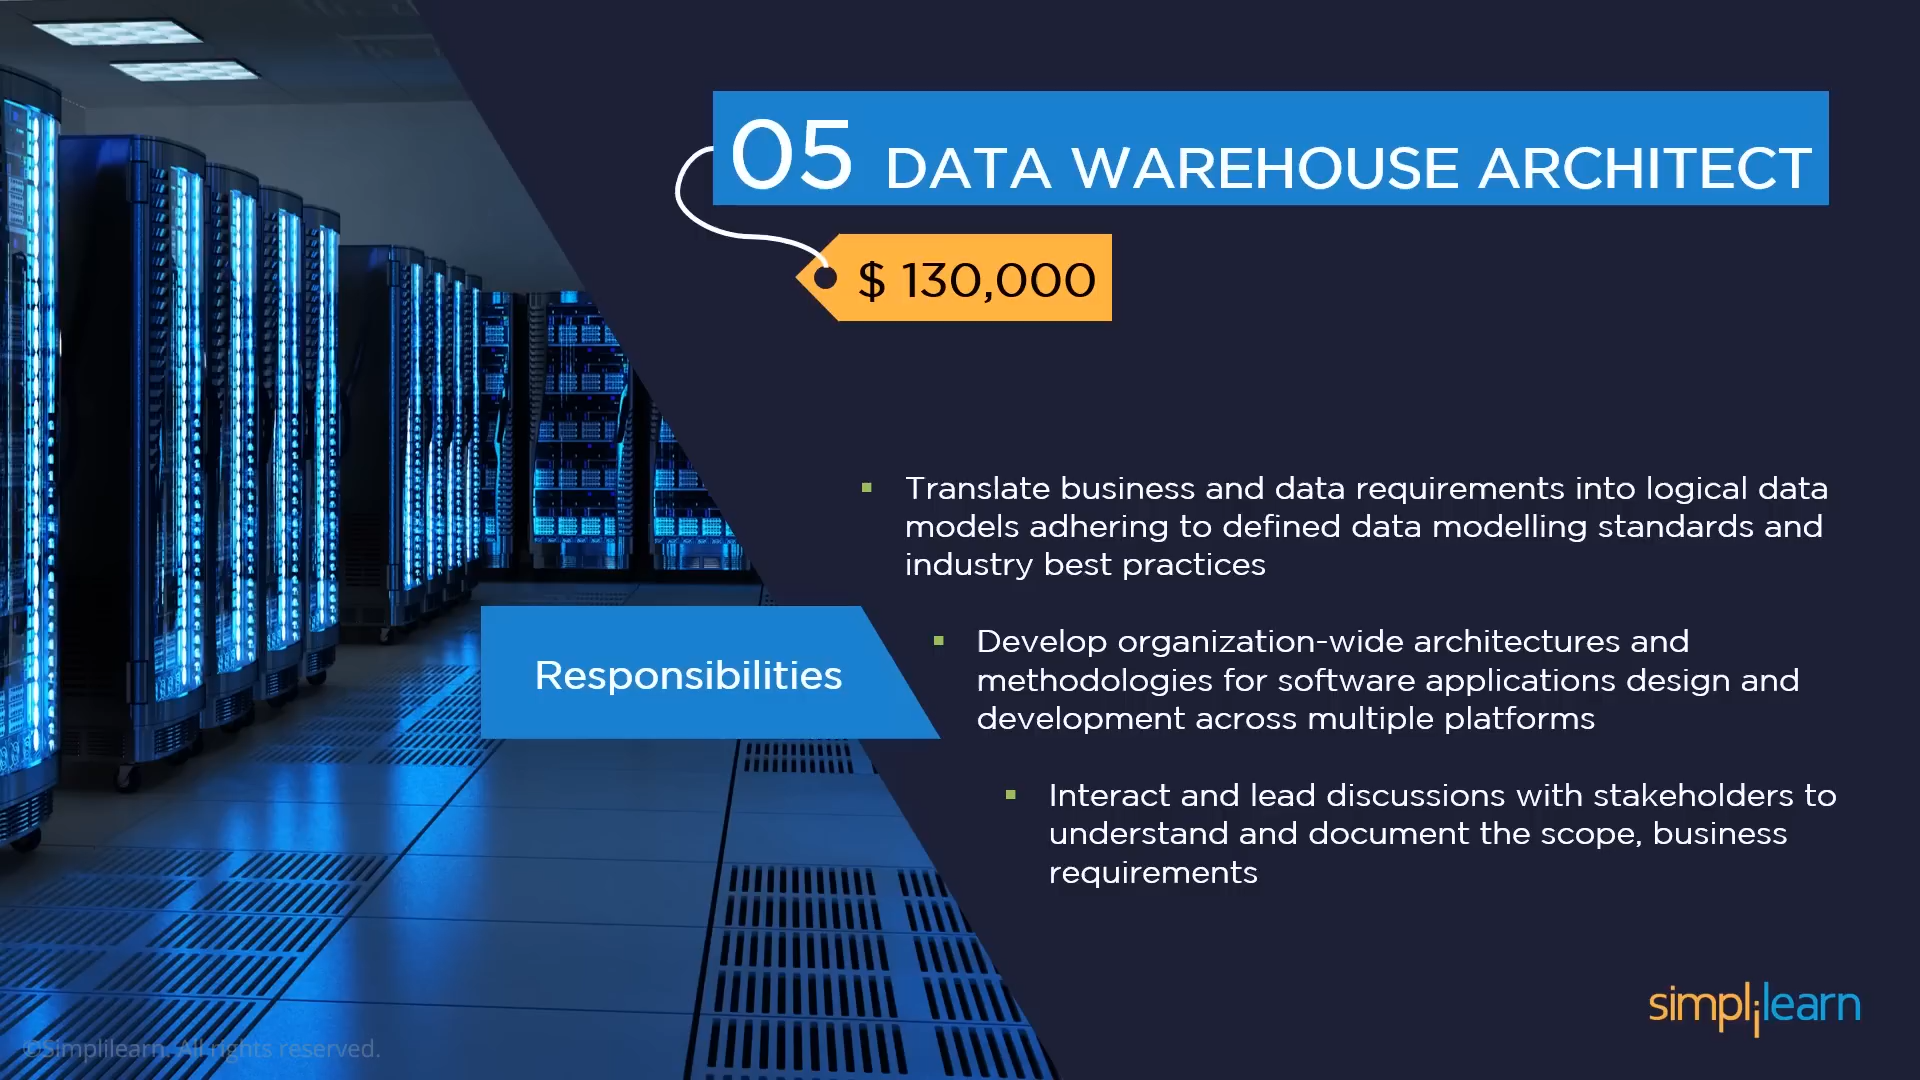 05 DATA WAREHOUSE ARCHITECT
$ 130,000
Translate business and data requirements into logical data
models adhering to defined data modelling standards and
industry best practices
Responsibilities
Develop organization-wide architectures and
methodologies for software applications design and
development across multiple platforms
Interact and lead discussions with stakeholders to
understand and document the scope, business
requirements
simplilearn
©Simplilearn. All rights reserved.